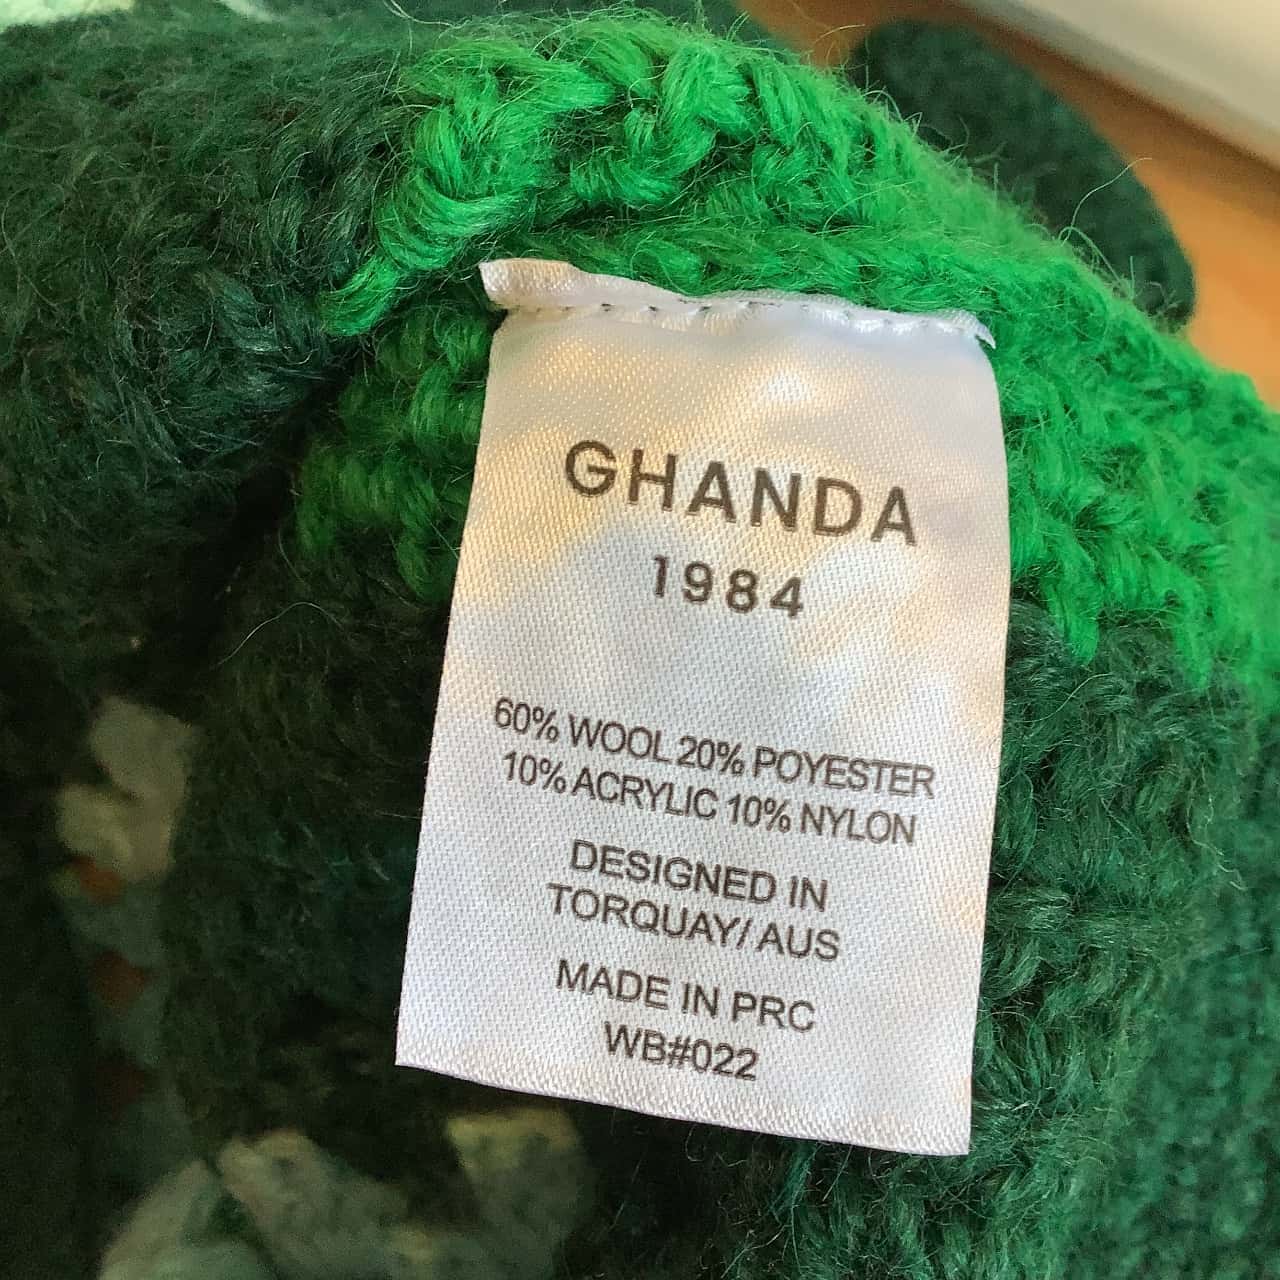 GHANDA
1984
60% WOOL 20% POYESTER
10% ACRYLIC 10% NYLON
DESIGNED IN
TORQUAY/ AUS
MADE IN PRC
WB#022